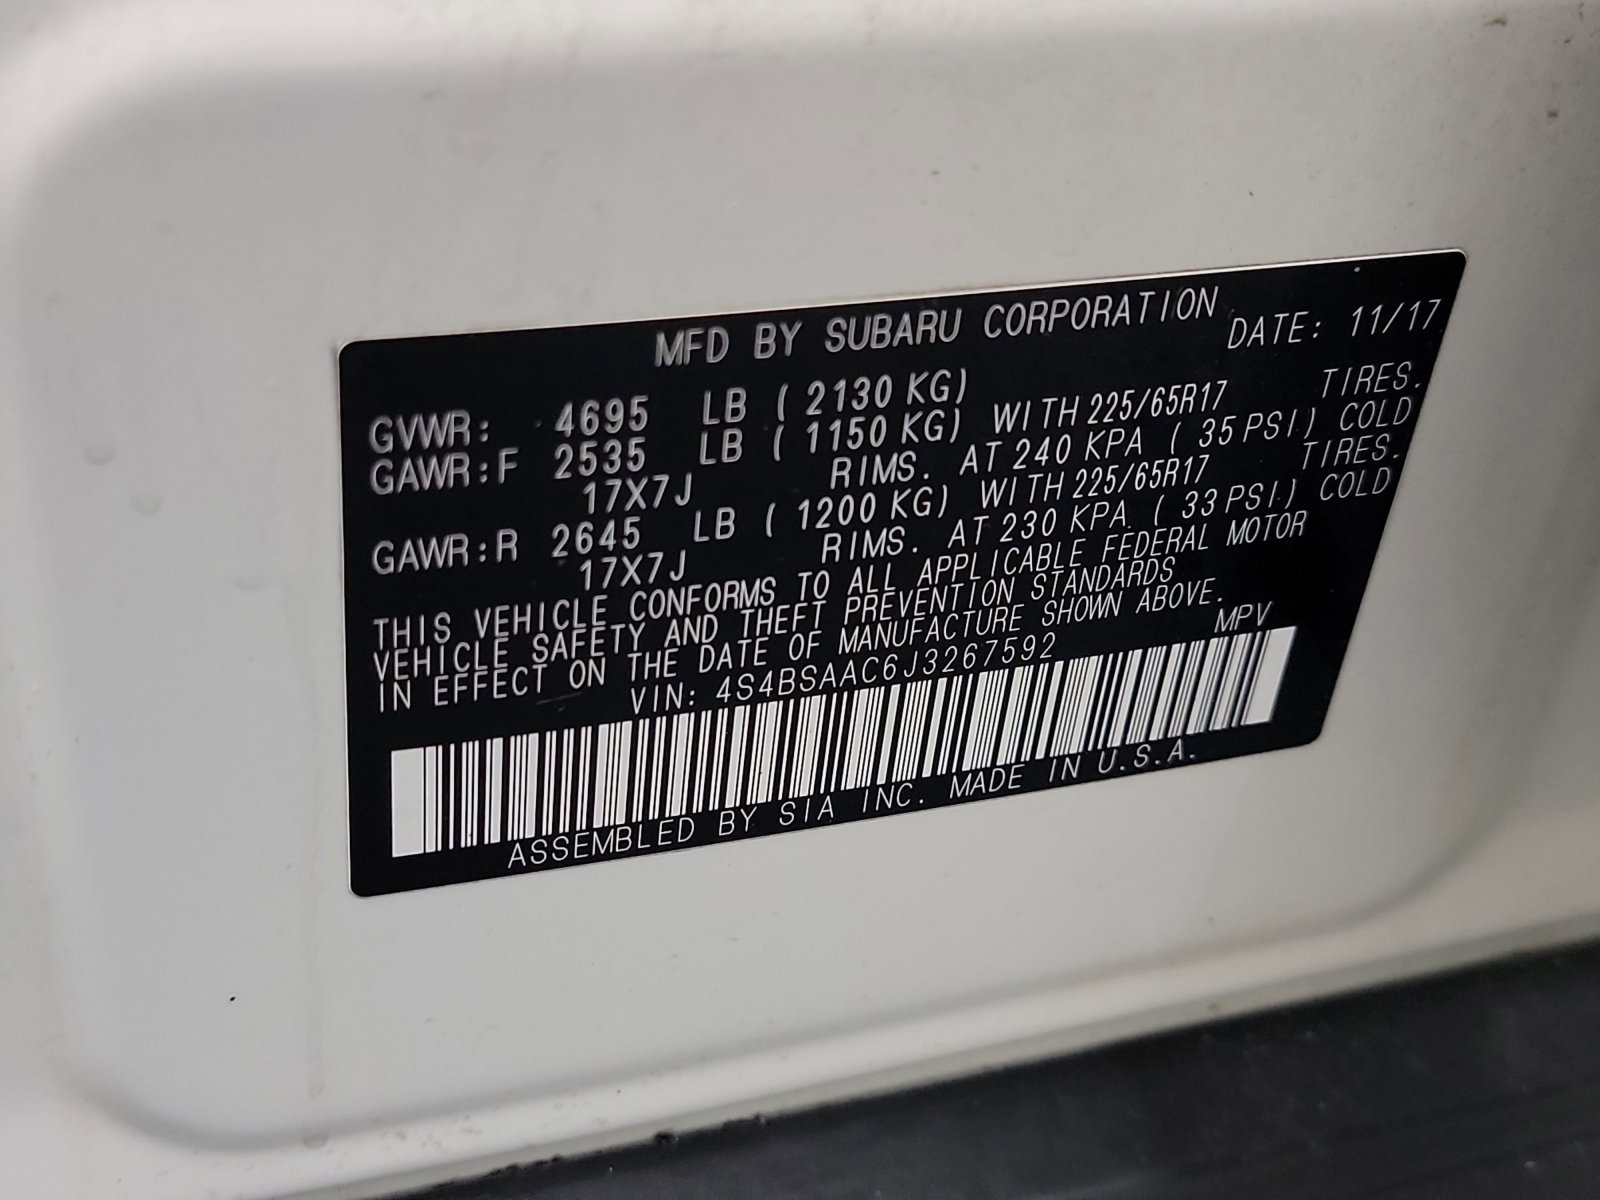 MFD BY SUBARU CORPORATION
DATE: 11/17
GVWR: 4695 LB ( 2130 KG)
GAWR:F 2535 LB ( 1150 KG) WITH 225/65R17 TIRES.
17X7J RIMS. AT 240 KPA ( 35 PSI.) COLD
GAWR:R 2645 LB ( 1200 KG) WITH 225/65R17 TIRES.
17X7J RIMS. AT 230 KPA. ( 33 PSI.) COLD
THIS VEHICLE CONFORMS TO ALL APPLICABLE FEDERAL MOTOR
VEHICLE SAFETY AND THEFT PREVENTION STANDARDS
IN EFFECT ON THE DATE OF MANUFACTURE SHOWN ABOVE.
VIN: 4S4BSAAC6J3267592 MPV
ASSEMBLED BY SIA INC. MADE IN U.S.A.